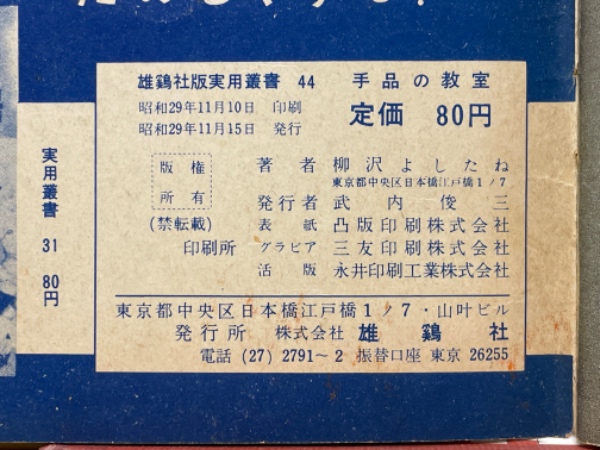 雄鷄社版実用叢書 44 手品の教室
昭和29年11月10日 印刷
昭和29年11月15日 発行
定価 80円
版権
所有
(禁転載)
著者 柳沢よしたね
東京都中央区日本橋江戸橋1ノ7
発行者 武内俊三
印刷所
表紙 凸版印刷株式会社
グラビア 三友印刷株式会社
活版 永井印刷工業株式会社
東京都中央区日本橋江戸橋1ノ7・山叶ビル
発行所 株式会社 雄鷄社
電話 (27) 2791~2 振替口座 東京 26255
実用叢書 31 80円